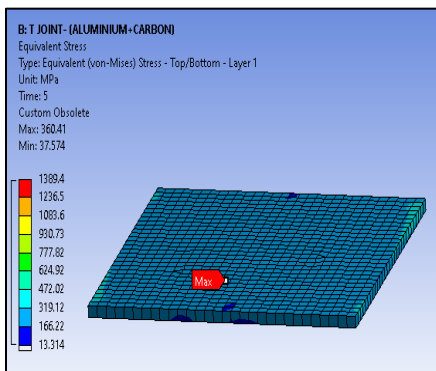 B: T JOINT- (ALUMINIUM+CARBON)
Equivalent Stress
Type: Equivalent (von-Mises) Stress - Top/Bottom - Layer 1
Unit: MPa
Time: 5
Custom Obsolete
Max: 360.41
Min: 37.574
1389.4
1236.5
1083.6
930.73
777.82
624.92
472.02
319.12
166.22
13.314
Max